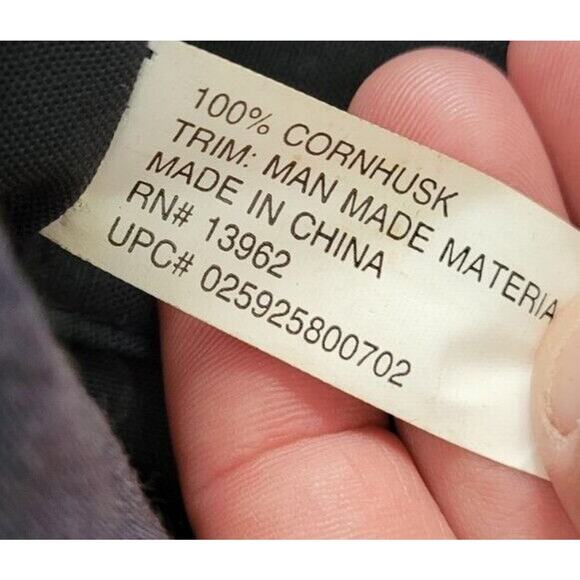 100% CORNHUSK
TRIM: MAN MADE MATERIA
MADE IN CHINA
RN# 13962
UPC# 025925800702